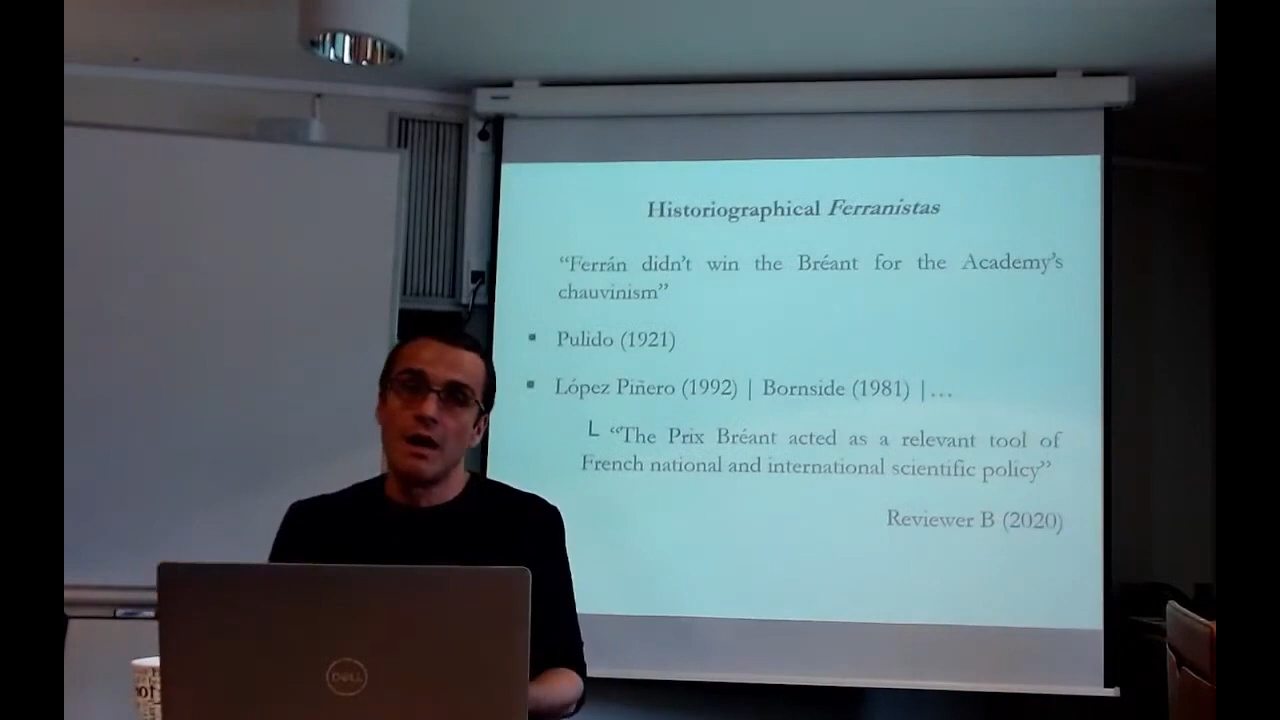 Historiographical Ferranistas
“Ferrán didn’t win the Bréant for the Academy’s
chauvinism”
▪ Pulido (1921)
▪ López Piñero (1992) | Bornside (1981) |…
└ “The Prix Bréant acted as a relevant tool of
French national and international scientific policy”
Reviewer B (2020)
DELL